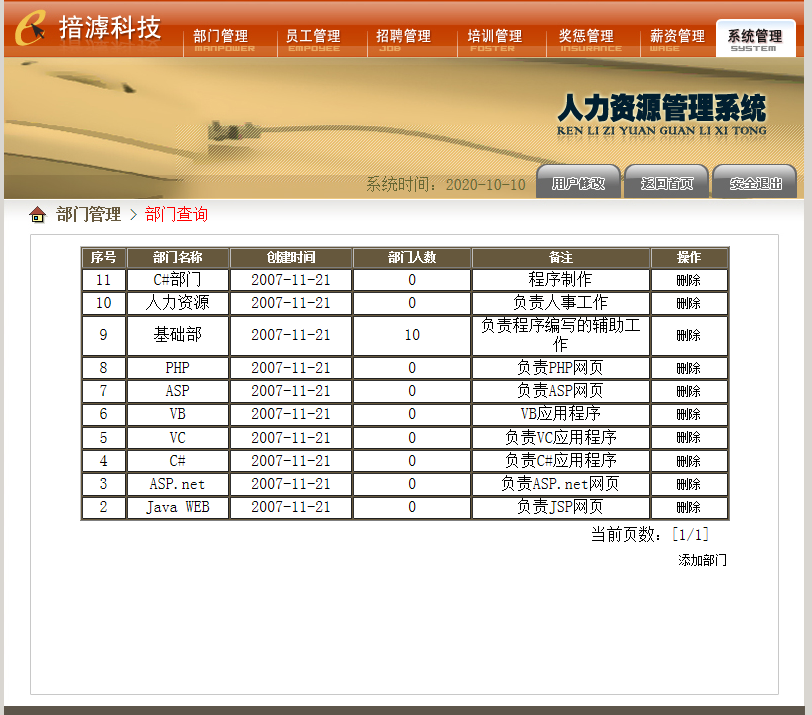 掊滹科技
部门管理 员工管理 招聘管理 培训管理 奖惩管理 薪资管理 系统管理
MANPOWER EMPOYEE JOB FOSTER INSURANCE WAGE SYSTEM
人力资源管理系统
REN LI ZI YUAN GUAN LI XI TONG
系统时间：2020-10-10 用户修改 返回首页 安全退出
部门管理 > 部门查询
序号 部门名称 创建时间 部门人数 备注 操作
11 C#部门 2007-11-21 0 程序制作 删除
10 人力资源 2007-11-21 0 负责人事工作 删除
9 基础部 2007-11-21 10 负责程序编写的辅助工
作 删除
8 PHP 2007-11-21 0 负责PHP网页 删除
7 ASP 2007-11-21 0 负责ASP网页 删除
6 VB 2007-11-21 0 VB应用程序 删除
5 VC 2007-11-21 0 负责VC应用程序 删除
4 C# 2007-11-21 0 负责C#应用程序 删除
3 ASP.net 2007-11-21 0 负责ASP.net网页 删除
2 Java WEB 2007-11-21 0 负责JSP网页 删除
当前页数：[1/1]
添加部门